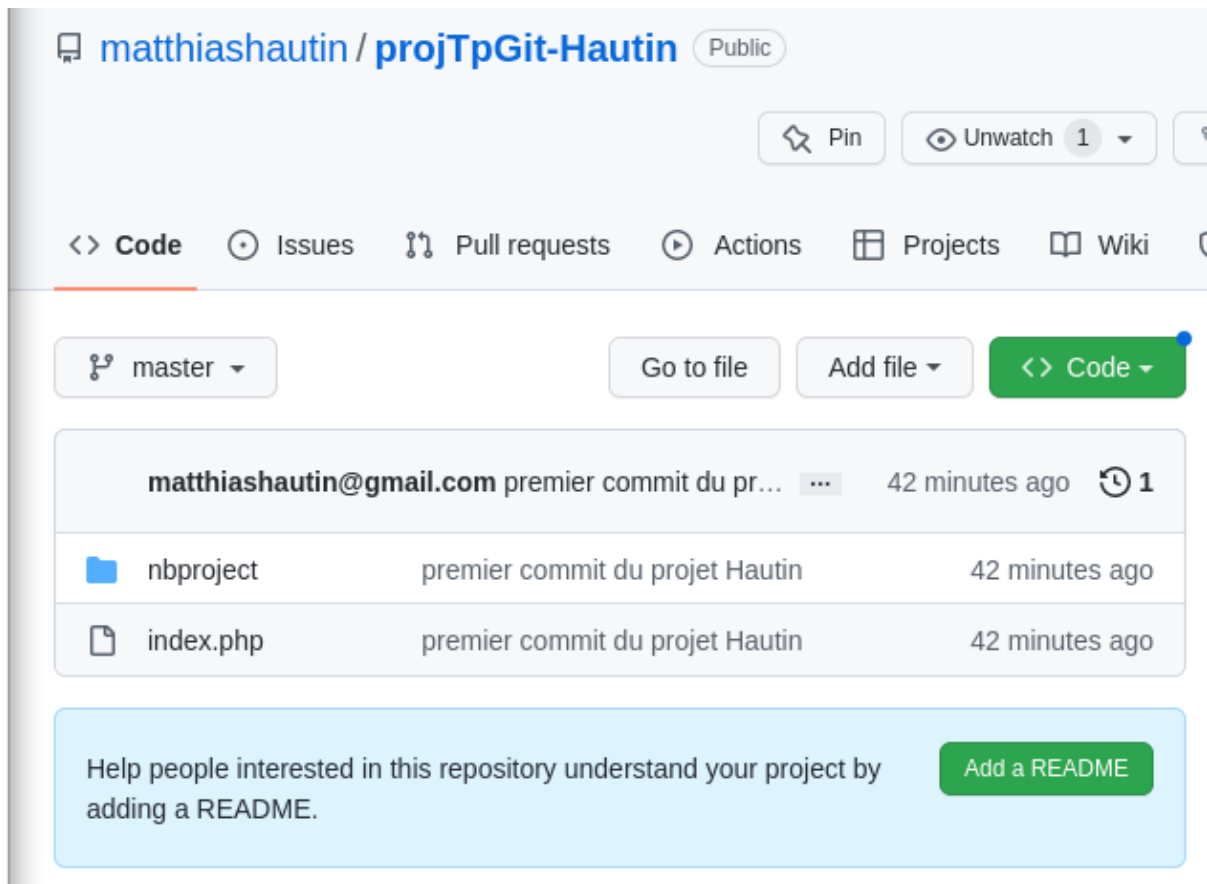 matthiashautin / projTpGit-Hautin Public
Pin Unwatch 1
Code Issues Pull requests Actions Projects Wiki
master Go to file Add file Code
matthiashautin@gmail.com premier commit du pr... ... 42 minutes ago 1
nbproject premier commit du projet Hautin 42 minutes ago
index.php premier commit du projet Hautin 42 minutes ago
Help people interested in this repository understand your project by
adding a README.
Add a README